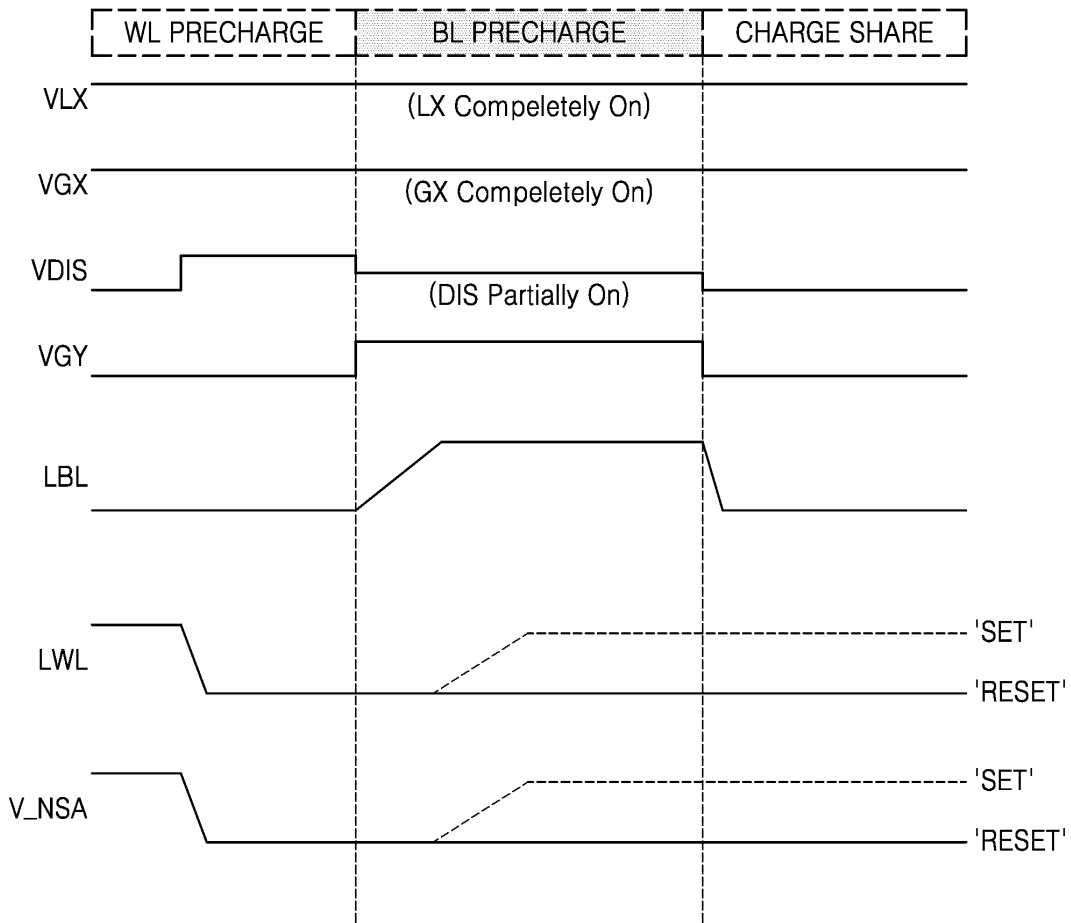 WL PRECHARGE BL PRECHARGE CHARGE SHARE
VLX (LX Compeletely On)
VGX (GX Compeletely On)
VDIS (DIS Partially On)
VGY
LBL
'SET'
LWL
'RESET'
'SET'
V_NSA
'RESET'